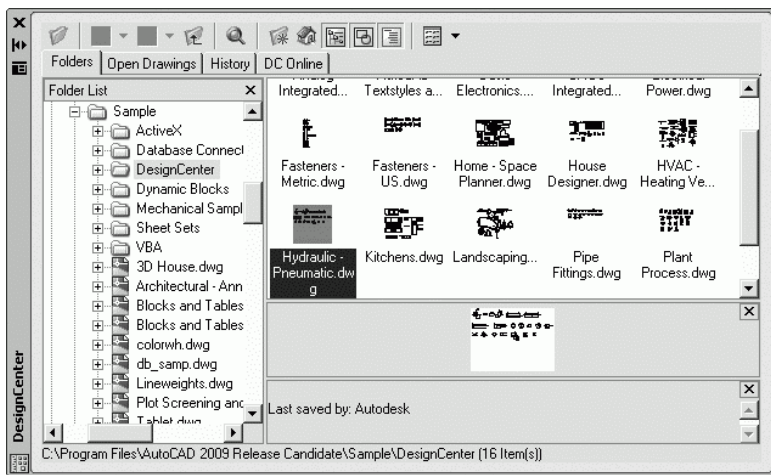 Folders
Open Drawings
History
DC Online
Folder List
Sample
ActiveX
Database Connect
DesignCenter
Dynamic Blocks
Mechanical Sampl
Sheet Sets
VBA
3D House.dwg
Architectural - Ann
Blocks and Tables
Blocks and Tables
colorwh.dwg
db_samp.dwg
Lineweights.dwg
Plot Screening and
Tablet.dwg
Integrated...
Textstyles a...
Electronics....
Integrated...
Power.dwg
Fasteners -
Metric.dwg
Fasteners -
US.dwg
Home - Space
Planner.dwg
House
Designer.dwg
HVAC -
Heating Ve...
Hydraulic -
Pneumatic.dw
g
Kitchens.dwg
Landscaping...
Pipe
Fittings.dwg
Plant
Process.dwg
Last saved by: Autodesk
DesignCenter
C:\Program Files\AutoCAD 2009 Release Candidate\Sample\DesignCenter (16 Item(s))